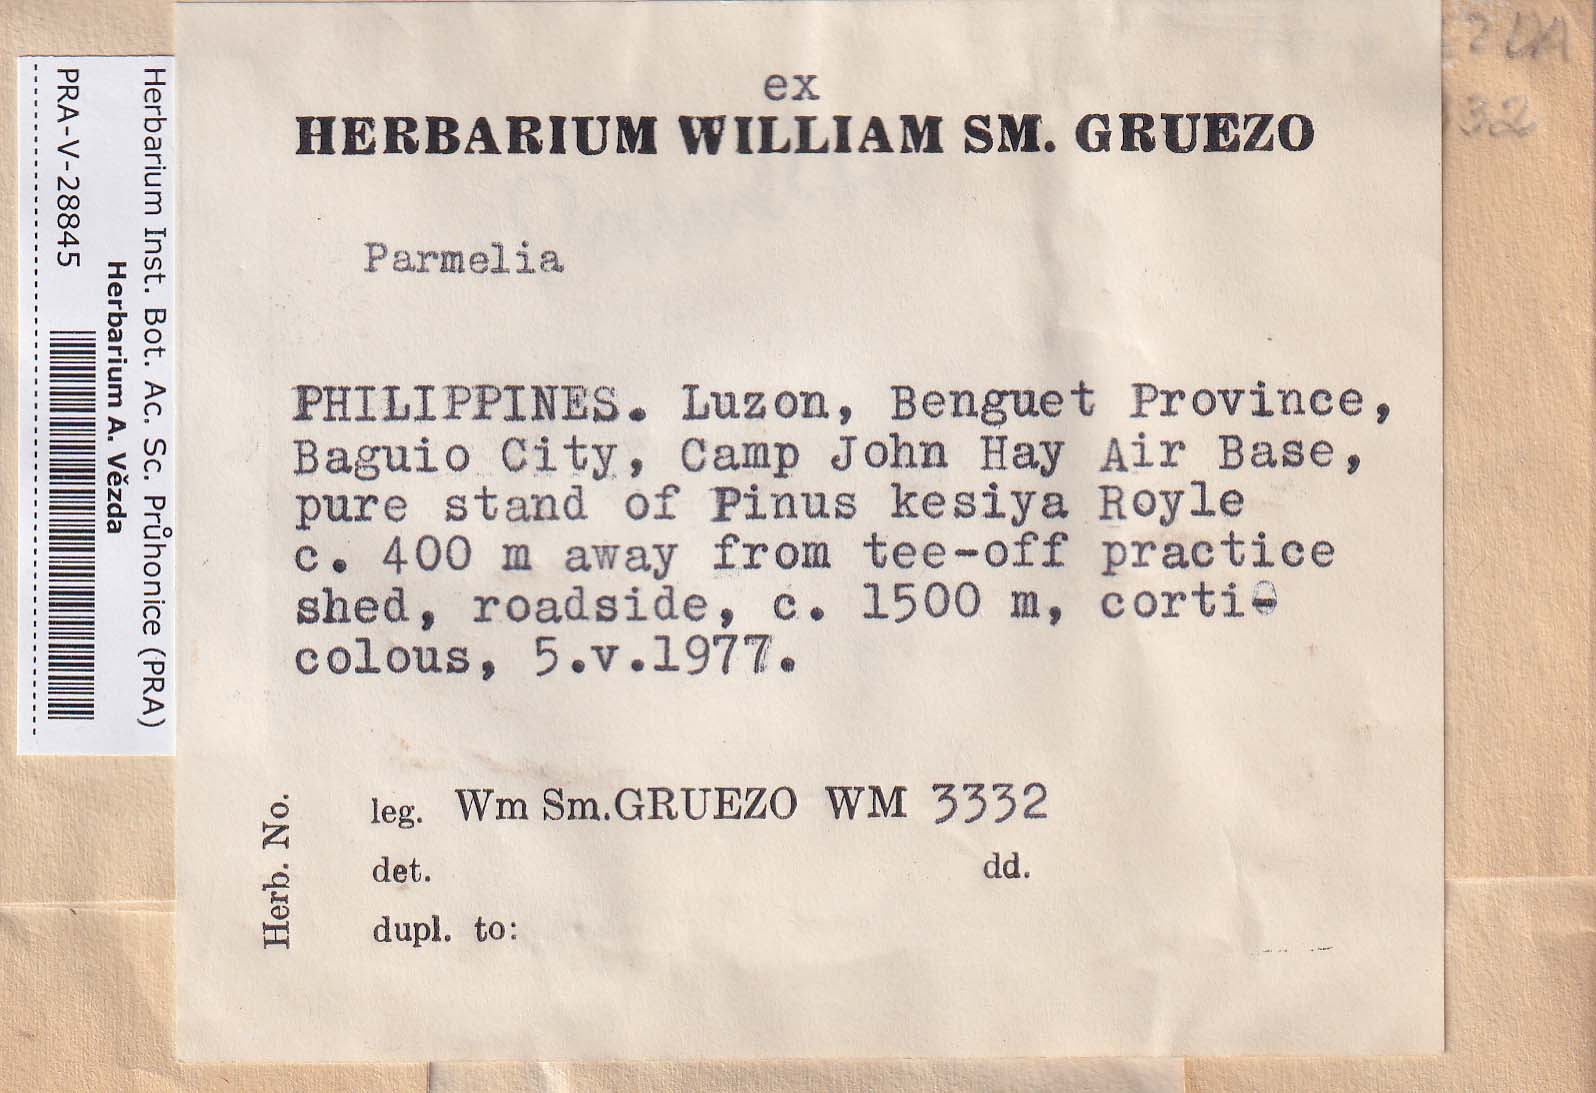 ex
HERBARIUM WILLIAM SM. GRUEZO
Parmelia
PHILIPPINES. Luzon, Benguet Province,
Baguio City, Camp John Hay Air Base,
pure stand of Pinus kesiya Royle
c. 400 m away from tee-off practice
shed, roadside, c. 1500 m, corti-
colous, 5.v.1977.
Herb. No.
leg. Wm Sm.GRUEZO WM 3332
det. dd.
dupl. to:
Herbarium Inst. Bot. Ac. Sc. Průhonice (PRA)
Herbarium A. Vězda
PRA-V-28845